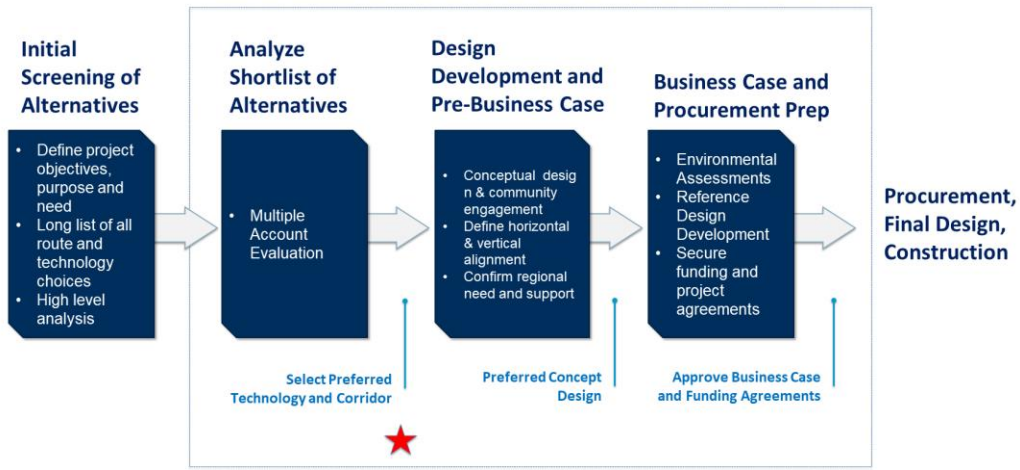 Initial
Screening of
Alternatives
• Define project
objectives,
purpose and
need
• Long list of all
route and
technology
choices
• High level
analysis
Analyze
Shortlist of
Alternatives
• Multiple
Account
Evaluation
Select Preferred
Technology and Corridor
Design
Development and
Pre-Business Case
• Conceptual desig
n & community
engagement
• Define horizontal
& vertical
alignment
• Confirm regional
need and support
Preferred Concept
Design
Business Case and
Procurement Prep
• Environmental
Assessments
• Reference
Design
Development
• Secure
funding and
project
agreements
Approve Business Case
and Funding Agreements
Procurement,
Final Design,
Construction